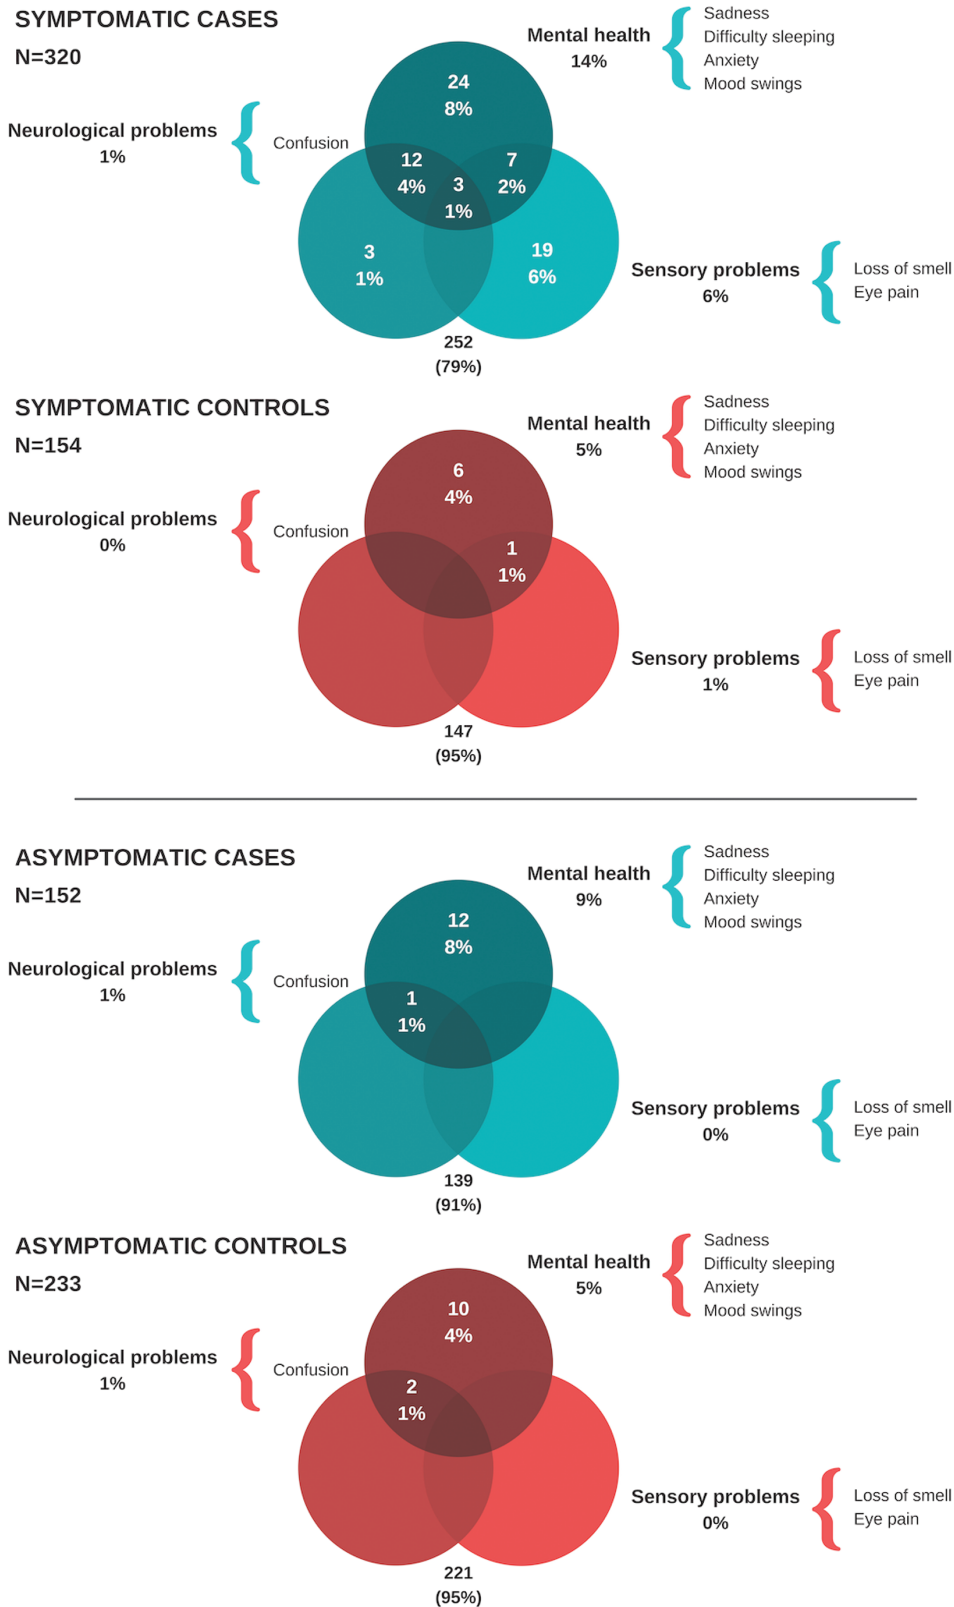 SYMPTOMATIC CASES
N=320
Mental health
14%
Sadness
Difficulty sleeping
Anxiety
Mood swings
Neurological problems
1%
Confusion
24
8%
12
4%
7
2%
3
1%
3
1%
19
6%
Sensory problems
6%
Loss of smell
Eye pain
252
(79%)
SYMPTOMATIC CONTROLS
N=154
Mental health
5%
Sadness
Difficulty sleeping
Anxiety
Mood swings
Neurological problems
0%
Confusion
6
4%
1
1%
Sensory problems
1%
Loss of smell
Eye pain
147
(95%)
ASYMPTOMATIC CASES
N=152
Mental health
9%
Sadness
Difficulty sleeping
Anxiety
Mood swings
Neurological problems
1%
Confusion
12
8%
1
1%
Sensory problems
0%
Loss of smell
Eye pain
139
(91%)
ASYMPTOMATIC CONTROLS
N=233
Mental health
5%
Sadness
Difficulty sleeping
Anxiety
Mood swings
Neurological problems
1%
Confusion
10
4%
2
1%
Sensory problems
0%
Loss of smell
Eye pain
221
(95%)